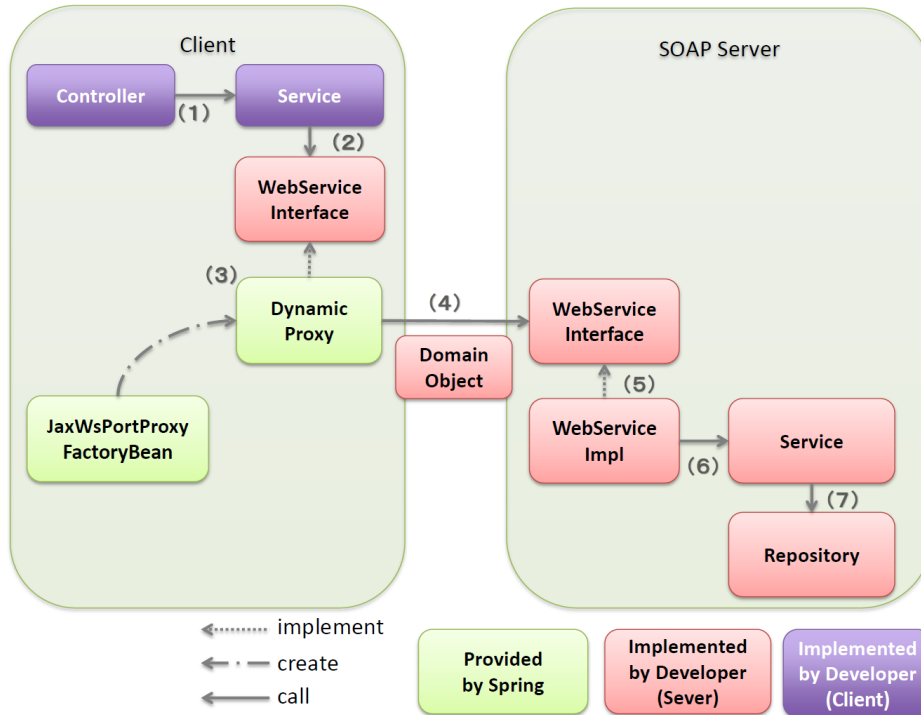 Client
SOAP Server
Controller
(1)
Service
(2)
WebService
Interface
(3)
Dynamic
Proxy
(4)
Domain
Object
JaxWsPortProxy
FactoryBean
WebService
Interface
(5)
WebService
Impl
(6)
Service
(7)
Repository
implement
create
call
Provided
by Spring
Implemented
by Developer
(Sever)
Implemented
by Developer
(Client)